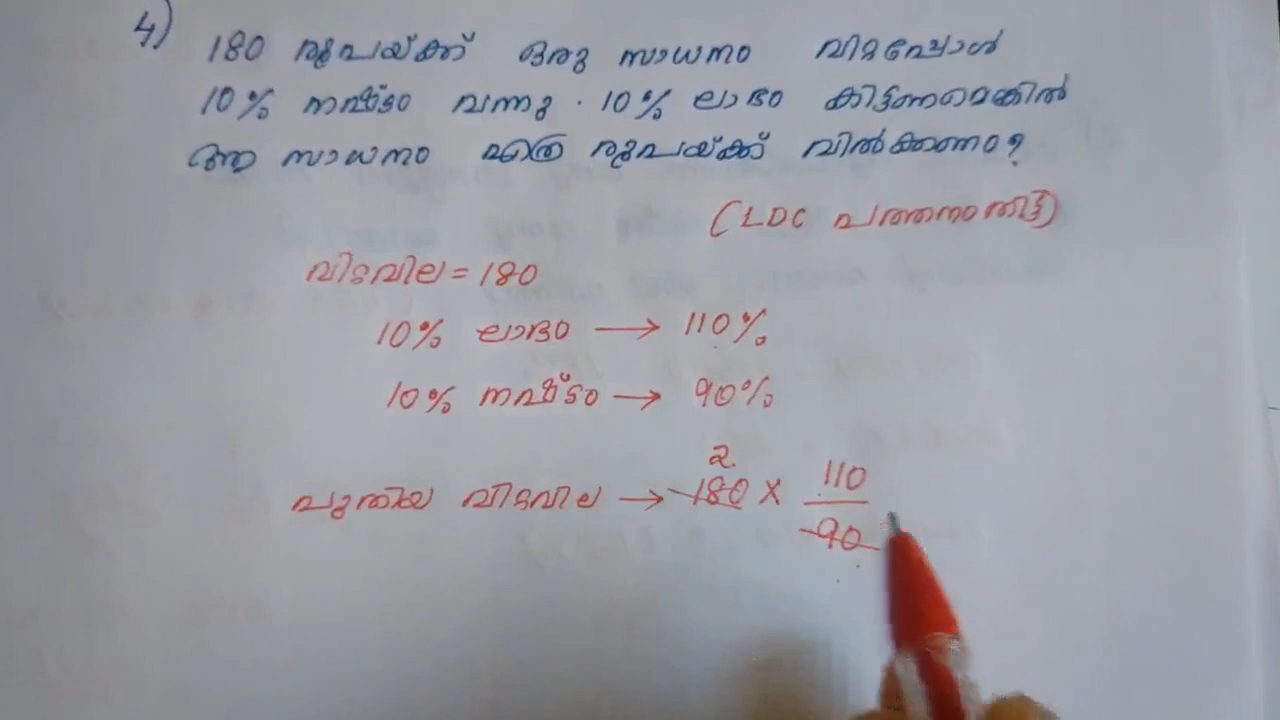 4) 180 രൂപയ്ക്ക് ഒരു സാധനം വിറ്റപ്പോൾ
10% നഷ്ടം വന്നു . 10% ലാഭം കിട്ടണമെങ്കിൽ
ആ സാധനം എത്ര രൂപയ്ക്ക് വിൽക്കണം?
(LDC പത്തനംതിട്ട)
വിറ്റവില = 180
10% ലാഭം → 110%
10% നഷ്ടം → 90%
2
പുതിയ വിറ്റവില → 180 × 110
90